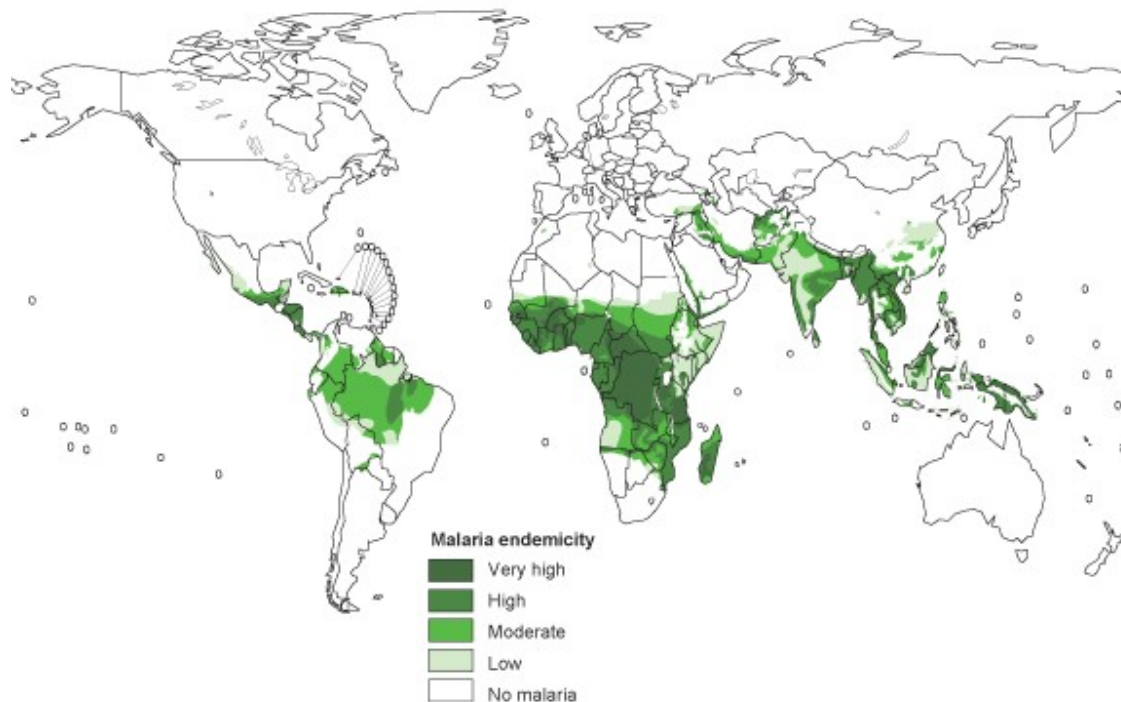 Malaria endemicity
Very high
High
Moderate
Low
No malaria